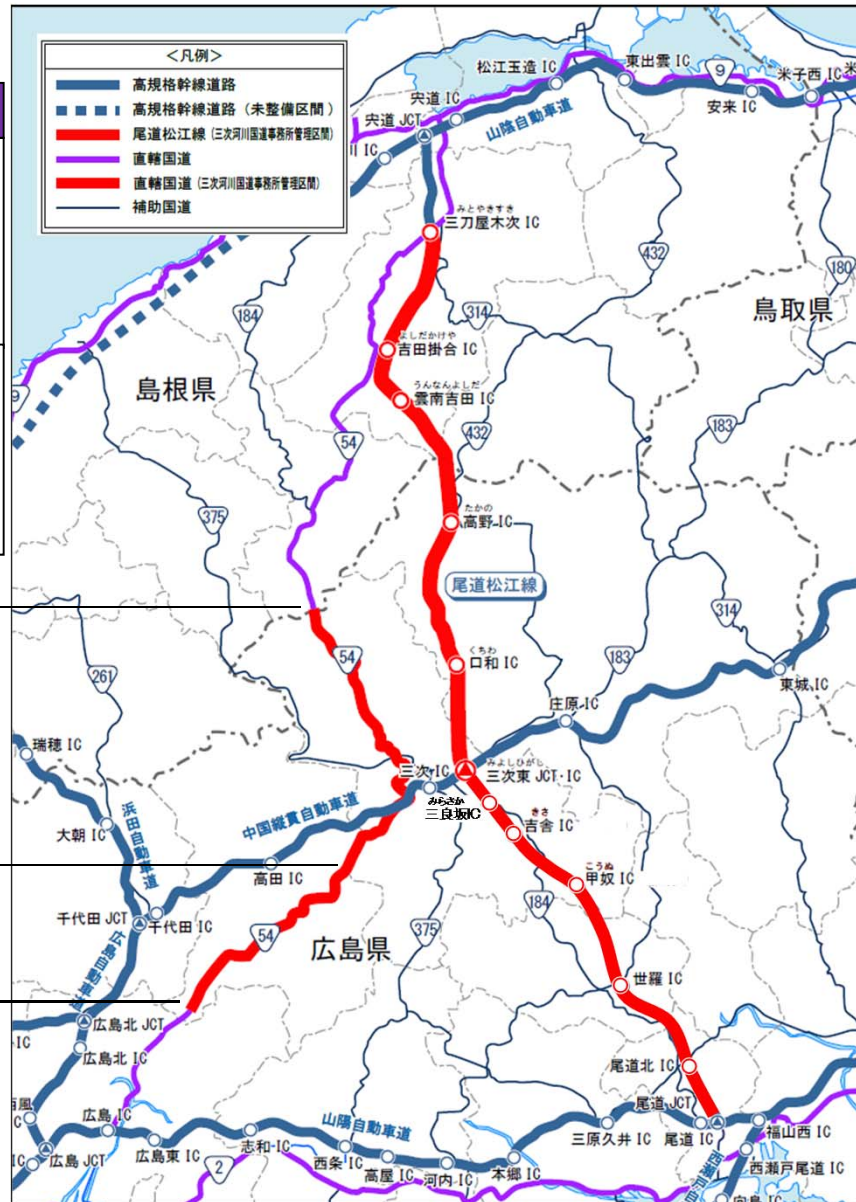 <凡例>
高規格幹線道路
高規格幹線道路(未整備区間)
尾道松江線(三次河川国道事務所管理区間)
直轄国道
直轄国道(三次河川国道事務所管理区間)
補助国道
松江玉造 IC
東出雲 IC
9
米子西 IC
安来 IC
宍道 IC
宍道 JCT
山陰自動車道
IC
みとやきすき
三刀屋木次 IC
432
180
184
314
鳥取県
よしだかけや
吉田掛合 IC
島根県
うんなんよしだ
雲南吉田 IC
9
54
432
183
375
たかの
高野 IC
尾道松江線
54
314
くちわ
口和 IC
183
261
東城 IC
庄原 IC
瑞穂 IC
三次 IC
みよしひがし
三次東 JCT・IC
みらさか
三良坂IC
きさ
吉舎 IC
中国縦貫自動車道
浜田自動車道
大朝 IC
高田 IC
こうぬ
甲奴 IC
184
千代田 JCT
千代田 IC
375
54
広島県
広島自動車道
世羅 IC
広島北 JCT
IC
広島北 IC
尾道北 IC
尾道 JCT
広島 IC
山陽自動車道
三原久井 IC
尾道 IC
福山西 IC
広島 JCT
IC
広島東 IC
志和 IC
2
西条 IC
高屋 IC
河内 IC
本郷 IC
西瀬戸尾道 IC